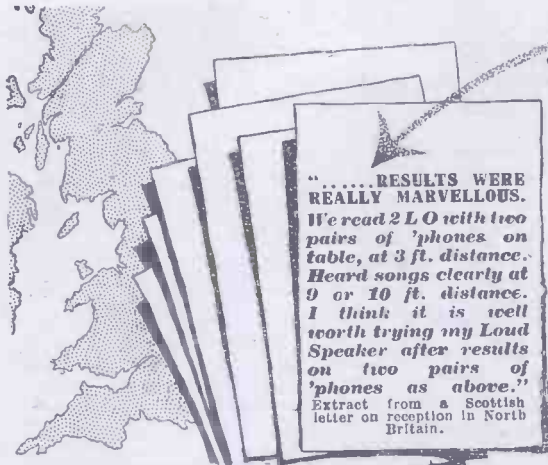 “......RESULTS WERE
REALLY MARVELLOUS.
We read 2 L O with two
pairs of 'phones on
table, at 3 ft. distance.
Heard songs clearly at
9 or 10 ft. distance.
I think it is well
worth trying my Loud
Speaker after results
on two pairs of
'phones as above.”
Extract from a Scottish
letter on reception in North
Britain.